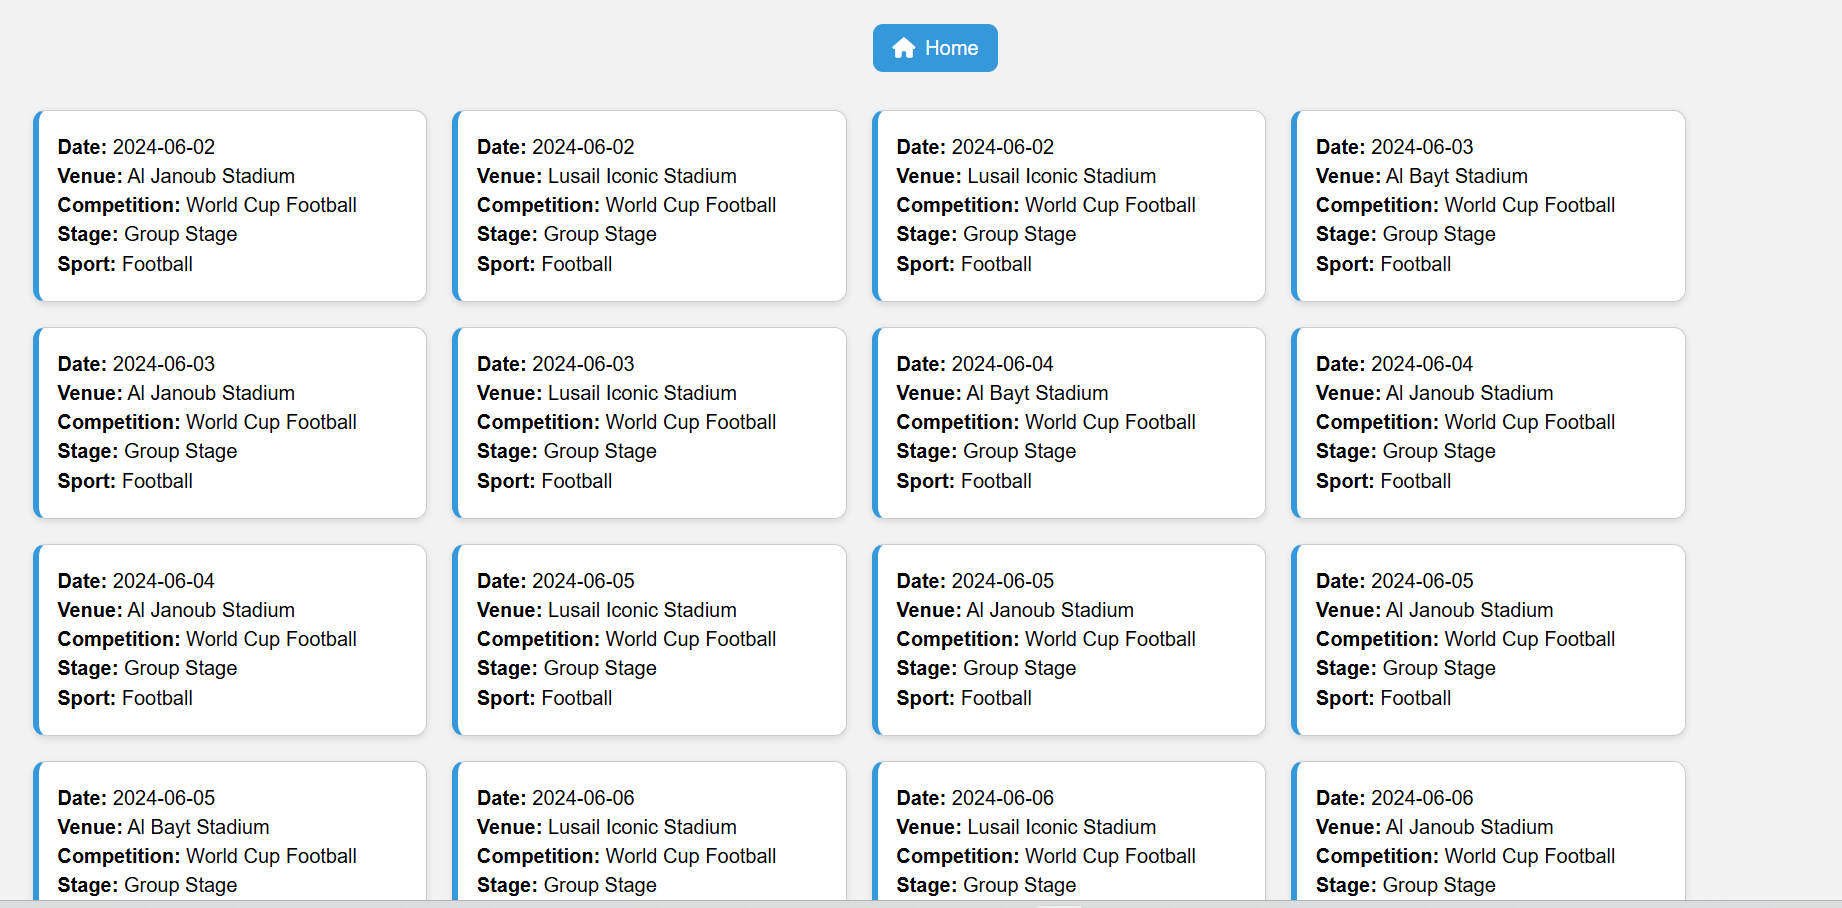 Home
Date: 2024-06-02
Venue: Al Janoub Stadium
Competition: World Cup Football
Stage: Group Stage
Sport: Football
Date: 2024-06-02
Venue: Lusail Iconic Stadium
Competition: World Cup Football
Stage: Group Stage
Sport: Football
Date: 2024-06-02
Venue: Lusail Iconic Stadium
Competition: World Cup Football
Stage: Group Stage
Sport: Football
Date: 2024-06-03
Venue: Al Bayt Stadium
Competition: World Cup Football
Stage: Group Stage
Sport: Football
Date: 2024-06-03
Venue: Al Janoub Stadium
Competition: World Cup Football
Stage: Group Stage
Sport: Football
Date: 2024-06-03
Venue: Lusail Iconic Stadium
Competition: World Cup Football
Stage: Group Stage
Sport: Football
Date: 2024-06-04
Venue: Al Bayt Stadium
Competition: World Cup Football
Stage: Group Stage
Sport: Football
Date: 2024-06-04
Venue: Al Janoub Stadium
Competition: World Cup Football
Stage: Group Stage
Sport: Football
Date: 2024-06-04
Venue: Al Janoub Stadium
Competition: World Cup Football
Stage: Group Stage
Sport: Football
Date: 2024-06-05
Venue: Lusail Iconic Stadium
Competition: World Cup Football
Stage: Group Stage
Sport: Football
Date: 2024-06-05
Venue: Al Janoub Stadium
Competition: World Cup Football
Stage: Group Stage
Sport: Football
Date: 2024-06-05
Venue: Al Janoub Stadium
Competition: World Cup Football
Stage: Group Stage
Sport: Football
Date: 2024-06-05
Venue: Al Bayt Stadium
Competition: World Cup Football
Stage: Group Stage
Date: 2024-06-06
Venue: Lusail Iconic Stadium
Competition: World Cup Football
Stage: Group Stage
Date: 2024-06-06
Venue: Lusail Iconic Stadium
Competition: World Cup Football
Stage: Group Stage
Date: 2024-06-06
Venue: Al Janoub Stadium
Competition: World Cup Football
Stage: Group Stage